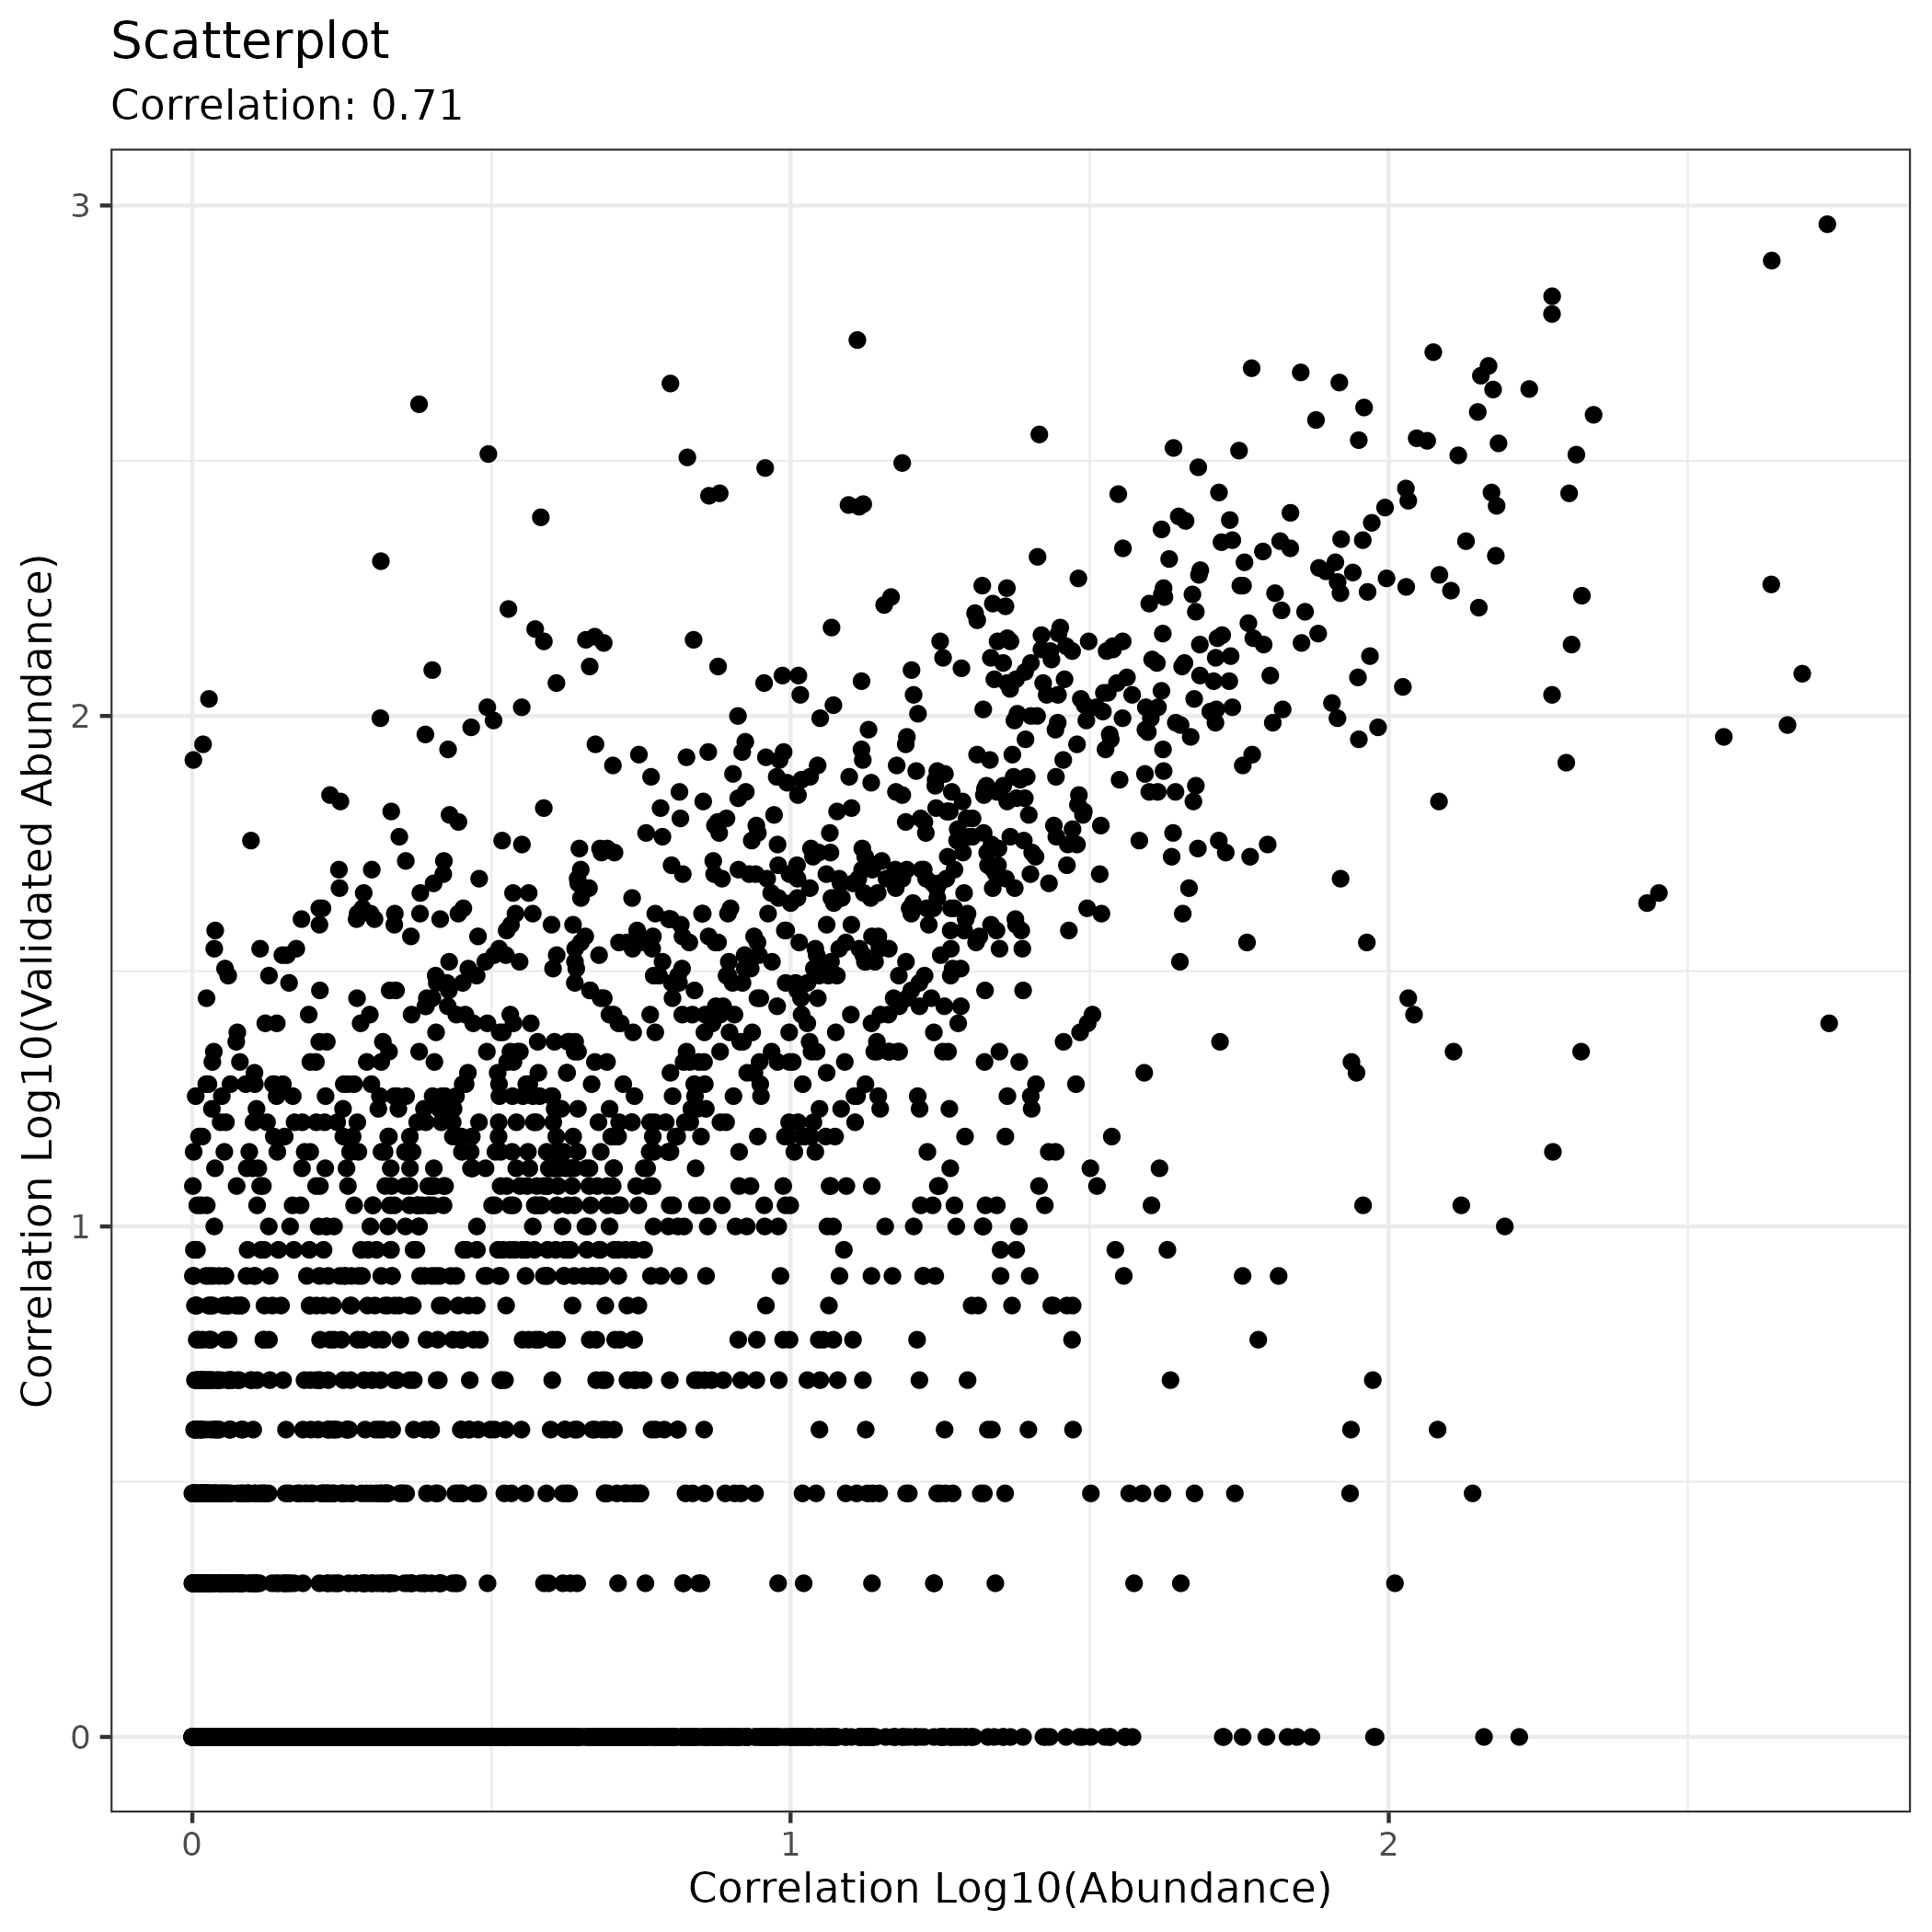 Scatterplot
Correlation: 0.71
3
2
1
0
Correlation Log10(Validated Abundance)
0 1 2
Correlation Log10(Abundance)